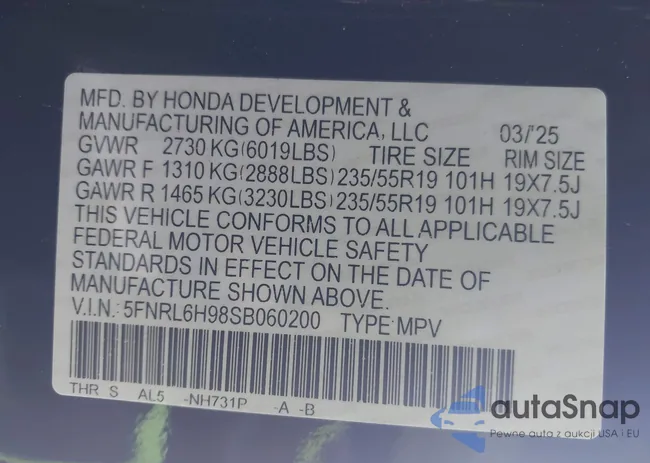 MFD. BY HONDA DEVELOPMENT &
MANUFACTURING OF AMERICA, LLC 03/'25
GVWR 2730 KG(6019LBS) TIRE SIZE RIM SIZE
GAWR F 1310 KG(2888LBS) 235/55R19 101H 19X7.5J
GAWR R 1465 KG(3230LBS) 235/55R19 101H 19X7.5J
THIS VEHICLE CONFORMS TO ALL APPLICABLE
FEDERAL MOTOR VEHICLE SAFETY
STANDARDS IN EFFECT ON THE DATE OF
MANUFACTURE SHOWN ABOVE.
V.I.N.: 5FNRL6H98SB060200 TYPE:MPV
THR S AL5 -NH731P -A -B
autaSnap
Pewne auta z aukcji USA i EU